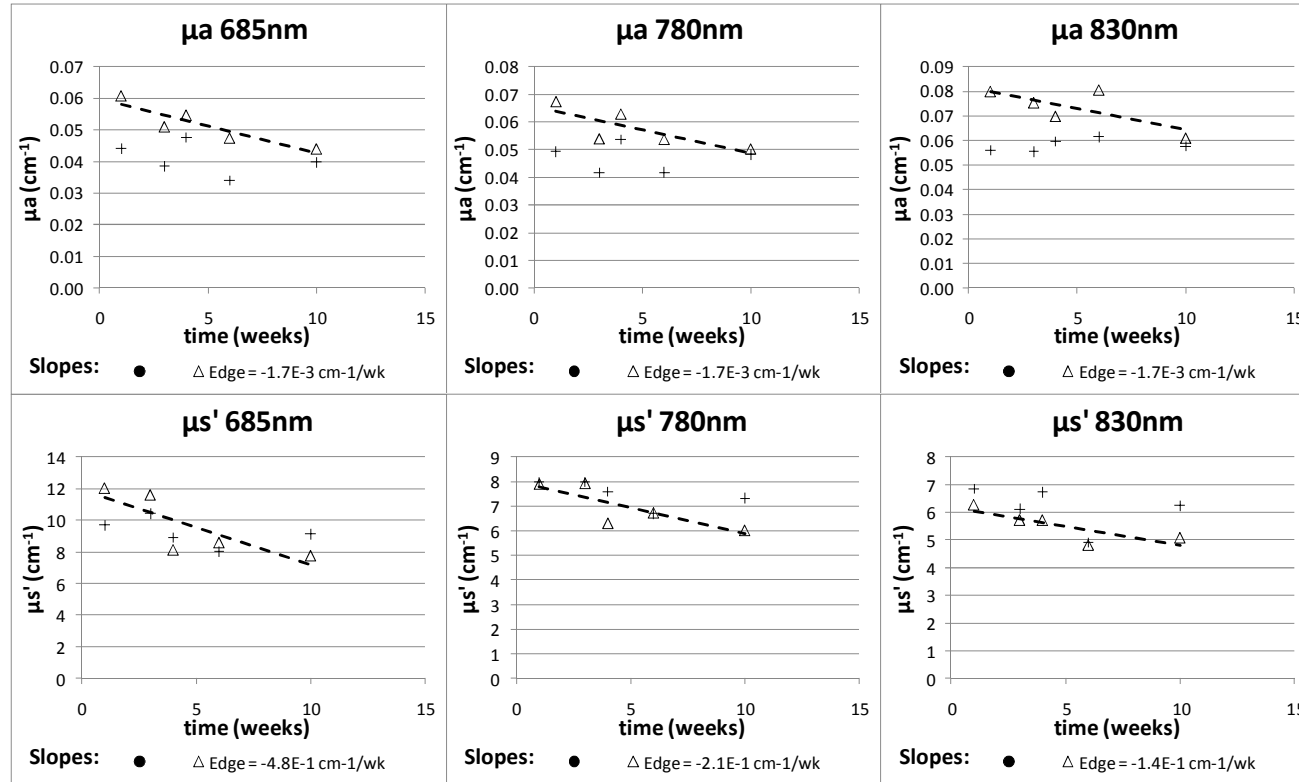 µa 685nm
0.07
0.06
0.05
0.04
0.03
0.02
0.01
0.00
µa (cm-1)
0 5 10 15
time (weeks)
Slopes: ● △ Edge = -1.7E-3 cm-1/wk
µa 780nm
0.08
0.07
0.06
0.05
0.04
0.03
0.02
0.01
0.00
µa (cm-1)
0 5 10 15
time (weeks)
Slopes: ● △ Edge = -1.7E-3 cm-1/wk
µa 830nm
0.09
0.08
0.07
0.06
0.05
0.04
0.03
0.02
0.01
0.00
µa (cm-1)
0 5 10 15
time (weeks)
Slopes: ● △ Edge = -1.7E-3 cm-1/wk
µs' 685nm
14
12
10
8
6
4
2
0
µs' (cm-1)
0 5 10 15
time (weeks)
Slopes: ● △ Edge = -4.8E-1 cm-1/wk
µs' 780nm
9
8
7
6
5
4
3
2
1
0
µs' (cm-1)
0 5 10 15
time (weeks)
Slopes: ● △ Edge = -2.1E-1 cm-1/wk
µs' 830nm
8
7
6
5
4
3
2
1
0
µs' (cm-1)
0 5 10 15
time (weeks)
Slopes: ● △ Edge = -1.4E-1 cm-1/wk